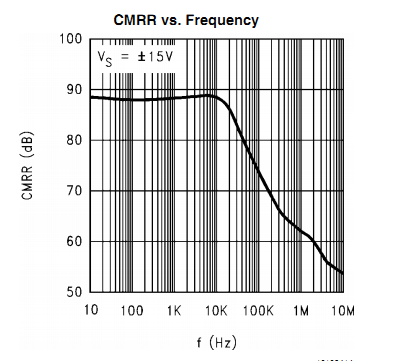 CMRR vs. Frequency
100
V_S = ±15V
90
80
70
60
50
CMRR (dB)
10 100 1K 10K 100K 1M 10M
f (Hz)